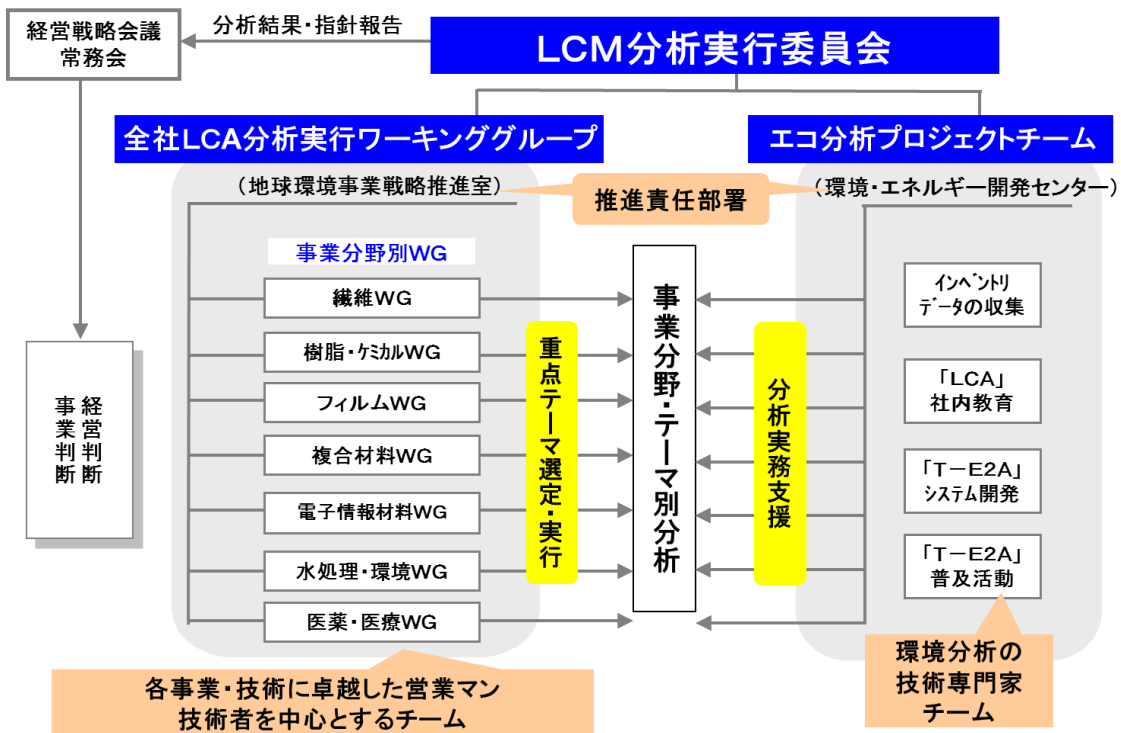 経営戦略会議
常務会
分析結果・指針報告
LCM分析実行委員会
全社LCA分析実行ワーキンググループ
エコ分析プロジェクトチーム
(地球環境事業戦略推進室)
推進責任部署
(環境・エネルギー開発センター)
事業分野別WG
繊維WG
樹脂・ケミカルWG
フィルムWG
複合材料WG
電子情報材料WG
水処理・環境WG
医薬・医療WG
重点テーマ選定・実行
事業分野・テーマ別分析
分析実務支援
インベントリ
データの収集
「LCA」
社内教育
「T-E2A」
システム開発
「T-E2A」
普及活動
経営判断
事業判断
各事業・技術に卓越した営業マン
技術者を中心とするチーム
環境分析の
技術専門家
チーム